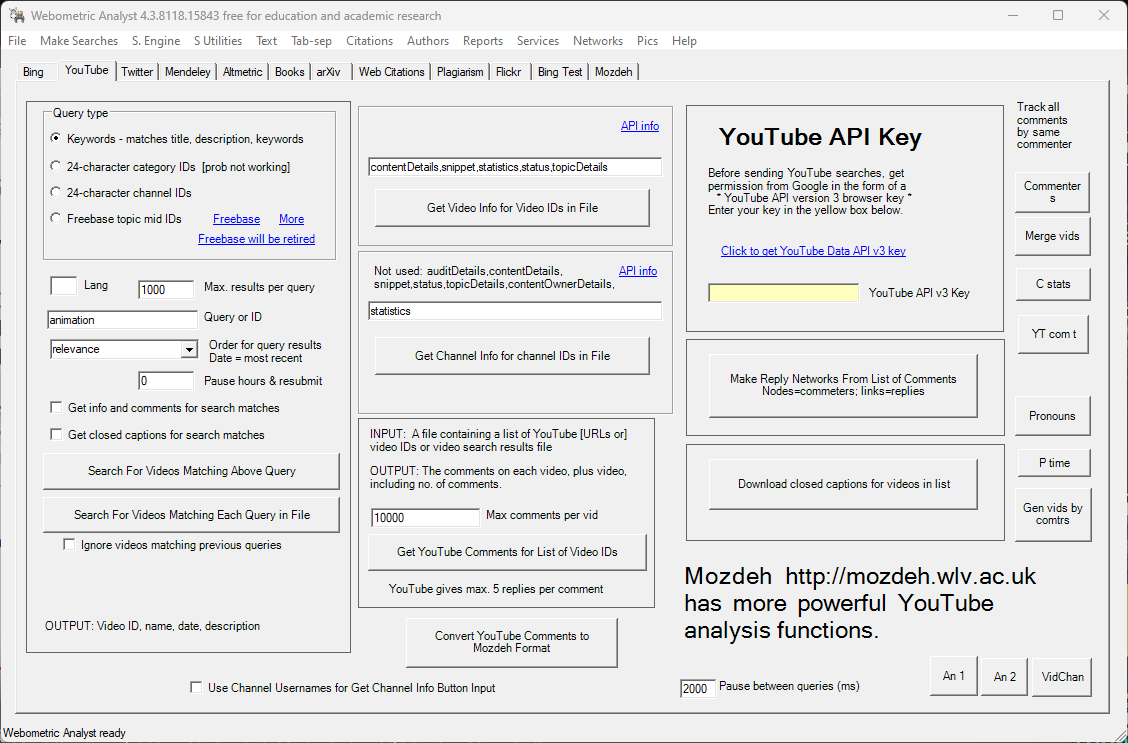 Webometric Analyst 4.3.8118.15843 free for education and academic research
File Make Searches S. Engine S Utilities Text Tab-sep Citations Authors Reports Services Networks Pics Help
Bing YouTube Twitter Mendeley Altmetric Books arXiv Web Citations Plagiarism Flickr Bing Test Mozdeh
Query type
Keywords - matches title, description, keywords
24-character category IDs [prob not working]
24-character channel IDs
Freebase topic mid IDs Freebase More
Freebase will be retired
Lang 1000 Max. results per query
animation Query or ID
relevance Order for query results
Date = most recent
0 Pause hours & resubmit
Get info and comments for search matches
Get closed captions for search matches
Search For Videos Matching Above Query
Search For Videos Matching Each Query in File
Ignore videos matching previous queries
OUTPUT: Video ID, name, date, description
API info
contentDetails,snippet,statistics,status,topicDetails
Get Video Info for Video IDs in File
Not used: auditDetails,contentDetails, API info
snippet,status,topicDetails,contentOwnerDetails,
statistics
Get Channel Info for channel IDs in File
INPUT: A file containing a list of YouTube [URLs or]
video IDs or video search results file
OUTPUT: The comments on each video, plus video,
including no. of comments.
10000 Max comments per vid
Get YouTube Comments for List of Video IDs
YouTube gives max. 5 replies per comment
Convert YouTube Comments to
Mozdeh Format
Use Channel Usernames for Get Channel Info Button Input
YouTube API Key
Before sending YouTube searches, get
permission from Google in the form of a
* YouTube API version 3 browser key *
Enter your key in the yellow box below.
Click to get YouTube Data API v3 key
YouTube API v3 Key
Make Reply Networks From List of Comments
Nodes=commeters; links=replies
Download closed captions for videos in list
Mozdeh http://mozdeh.wlv.ac.uk
has more powerful YouTube
analysis functions.
2000 Pause between queries (ms)
Track all
comments
by same
commenter
Commenter
s
Merge vids
C stats
YT com t
Pronouns
P time
Gen vids by
comtrs
An 1 An 2 VidChan
Webometric Analyst ready